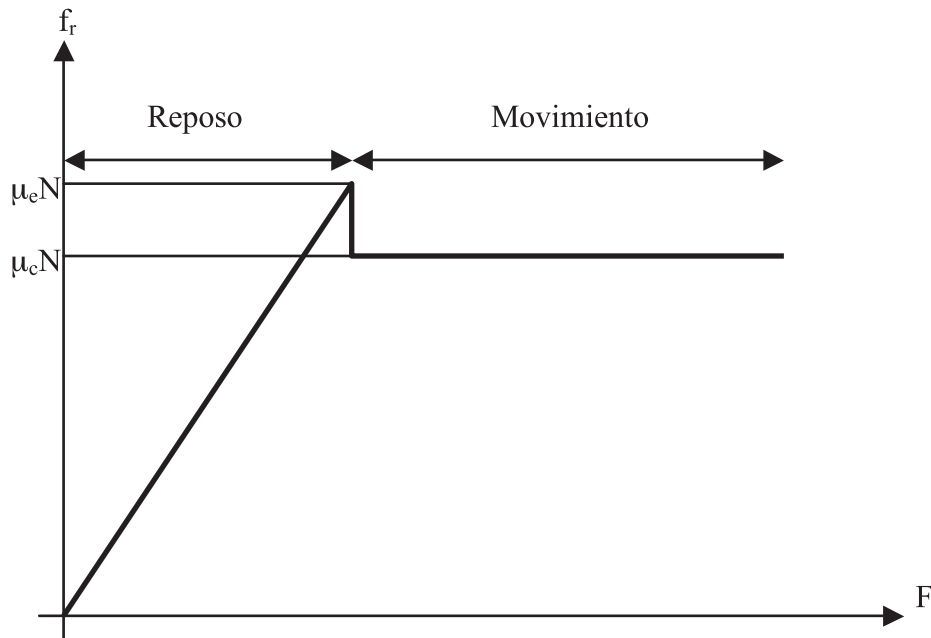 fᵣ
Reposo
Movimiento
μₑN
μcN
F